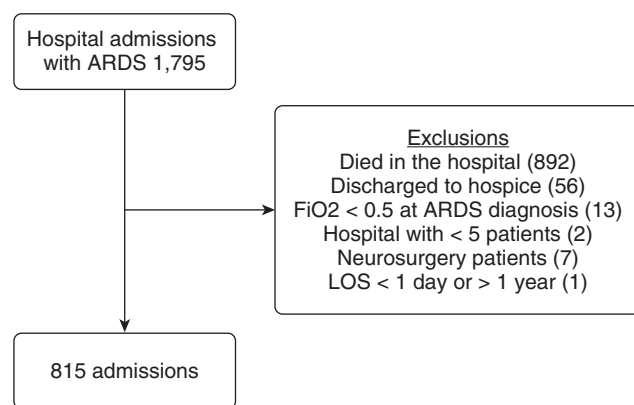 Hospital admissions
with ARDS 1,795
Exclusions
Died in the hospital (892)
Discharged to hospice (56)
FiO2 < 0.5 at ARDS diagnosis (13)
Hospital with < 5 patients (2)
Neurosurgery patients (7)
LOS < 1 day or > 1 year (1)
815 admissions